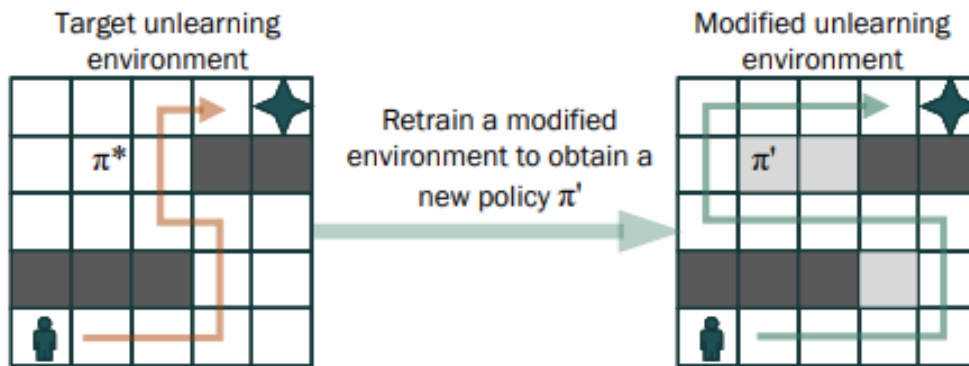 Target unlearning
environment
π*
Retrain a modified
environment to obtain a
new policy π'
Modified unlearning
environment
π'